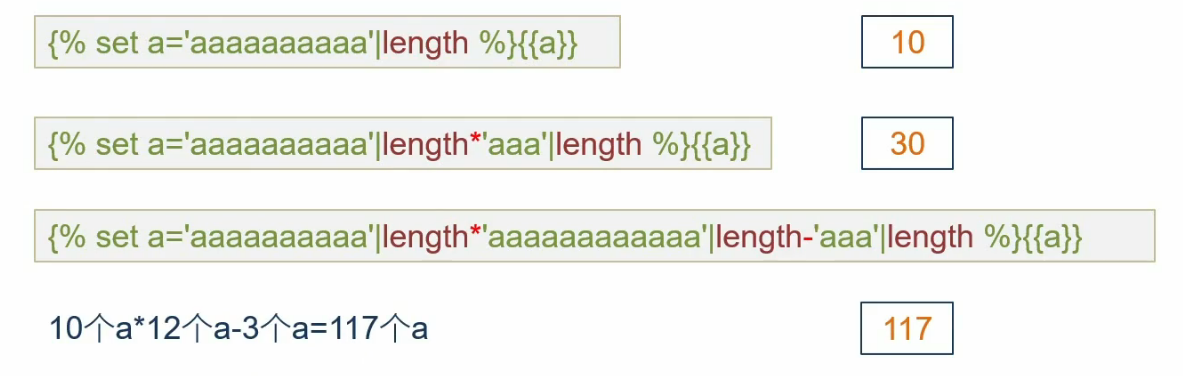 {% set a='aaaaaaaaaa'|length %}{{a}} 10
{% set a='aaaaaaaaaa'|length*'aaa'|length %}{{a}} 30
{% set a='aaaaaaaaaa'|length*'aaaaaaaaaaaa'|length-'aaa'|length %}{{a}}
10个a*12个a-3个a=117个a 117